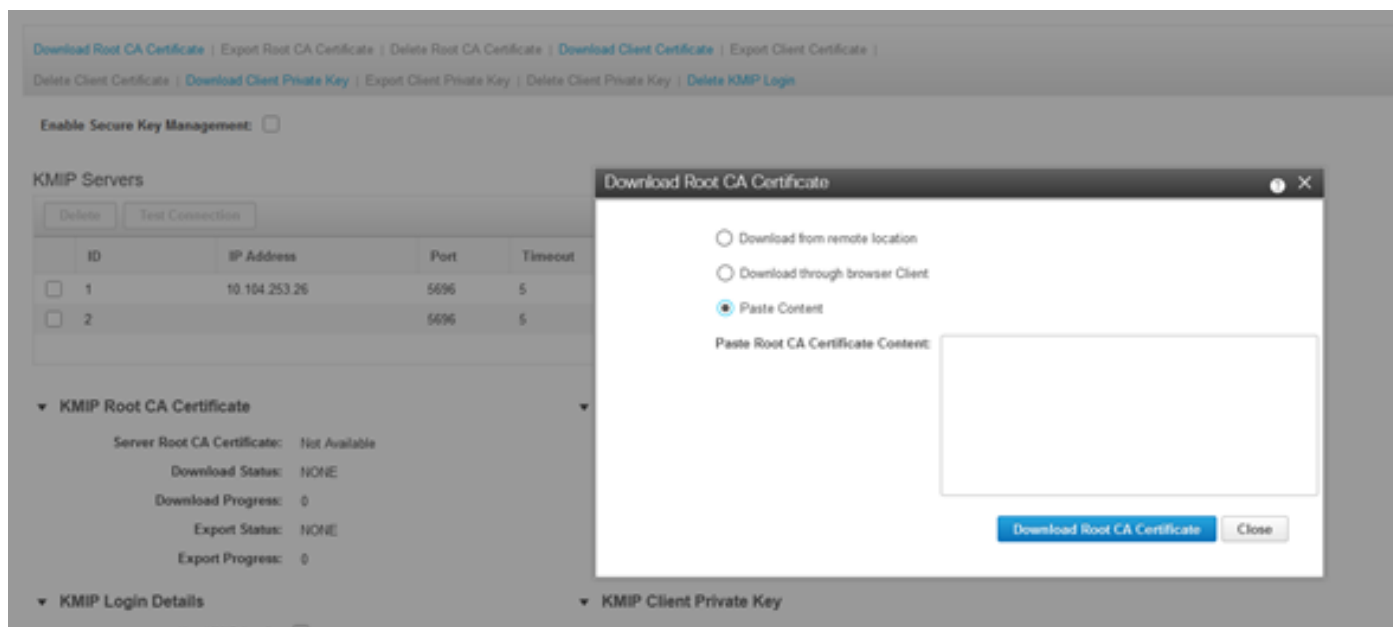 Download Root CA Certificate | Export Root CA Certificate | Delete Root CA Certificate | Download Client Certificate | Export Client Certificate |
Delete Client Certificate | Download Client Private Key | Export Client Private Key | Delete Client Private Key | Delete KMIP Login
Enable Secure Key Management:
KMIP Servers
Delete Test Connection
ID IP Address Port Timeout
1 10.104.253.26 5696 5
2 5696 5
KMIP Root CA Certificate
Server Root CA Certificate: Not Available
Download Status: NONE
Download Progress: 0
Export Status: NONE
Export Progress: 0
KMIP Login Details
KMIP Client Private Key
Download Root CA Certificate
Download from remote location
Download through browser Client
Paste Content
Paste Root CA Certificate Content:
Download Root CA Certificate Close